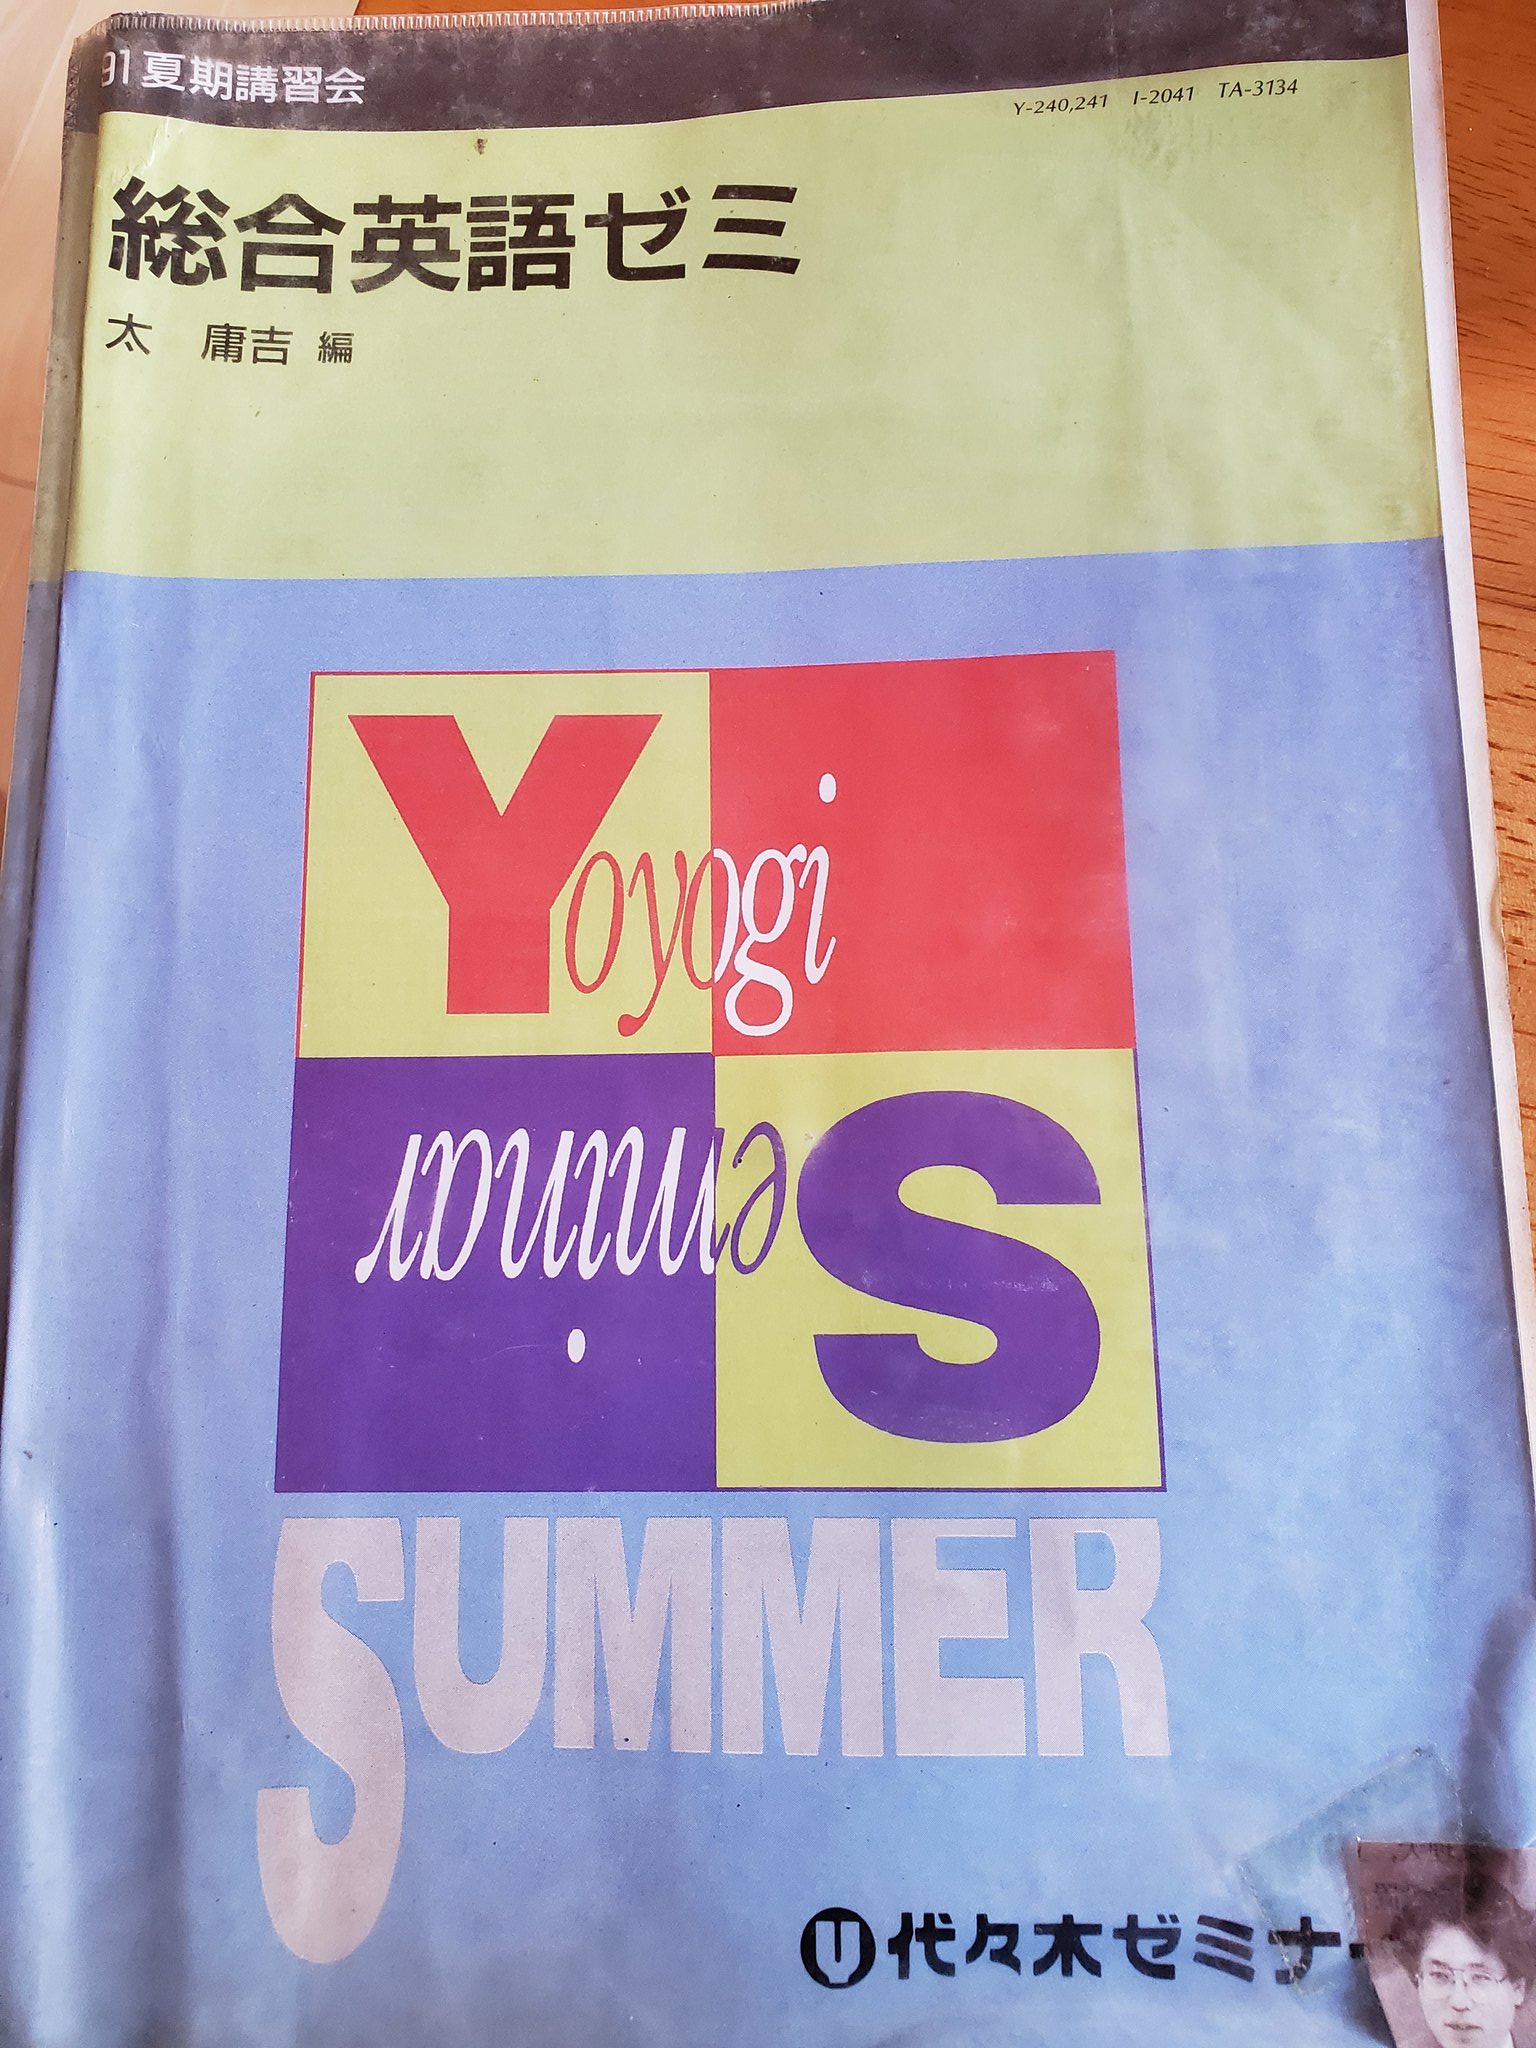 91 夏期講習会
Y-240,241 I-2041 TA-3134
総合英語ゼミ
太 庸吉 編
Yoyogi
Seminar
SUMMER
代々木ゼミナー